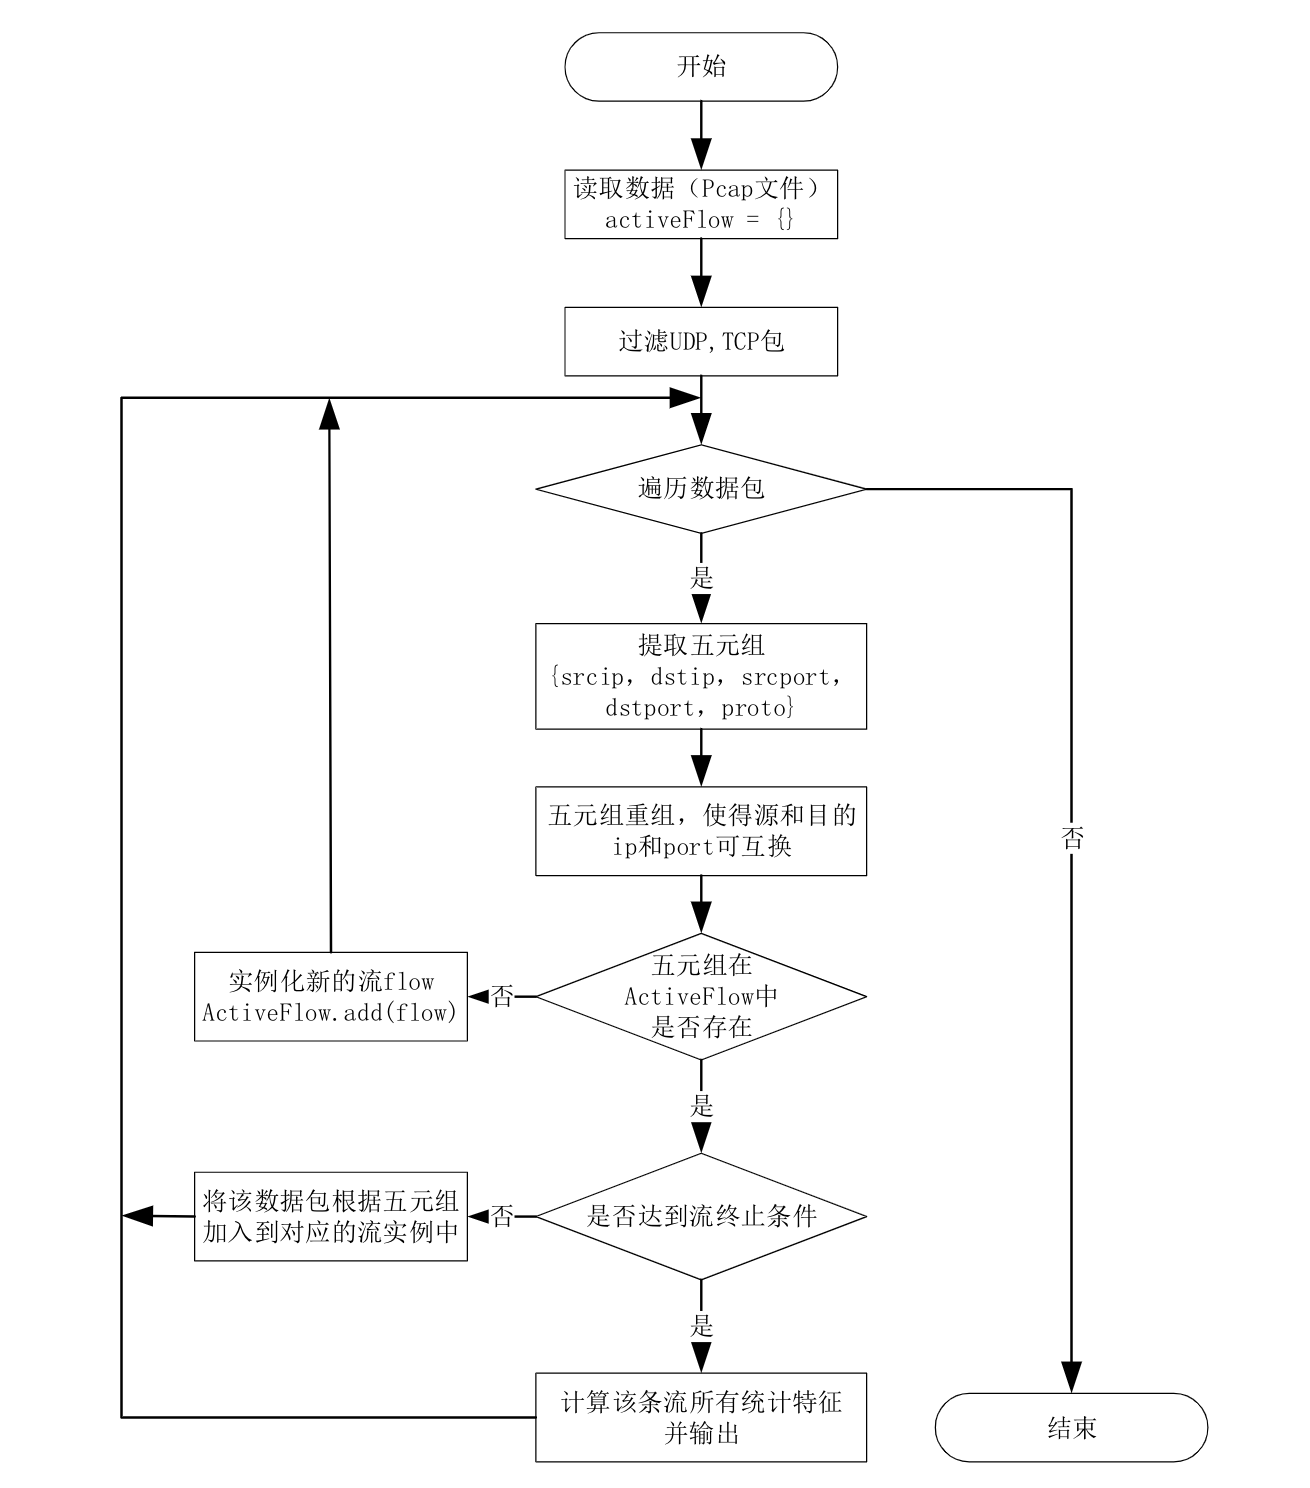 开始
读取数据（Pcap文件）
activeFlow = {}
过滤UDP,TCP包
遍历数据包
是
提取五元组
{srcip，dstip，srcport，
dstport，proto}
五元组重组，使得源和目的
ip和port可互换
否
五元组在
ActiveFlow中
是否存在
否
实例化新的流flow
ActiveFlow.add(flow)
是
是否达到流终止条件
否
将该数据包根据五元组
加入到对应的流实例中
是
计算该条流所有统计特征
并输出
结束